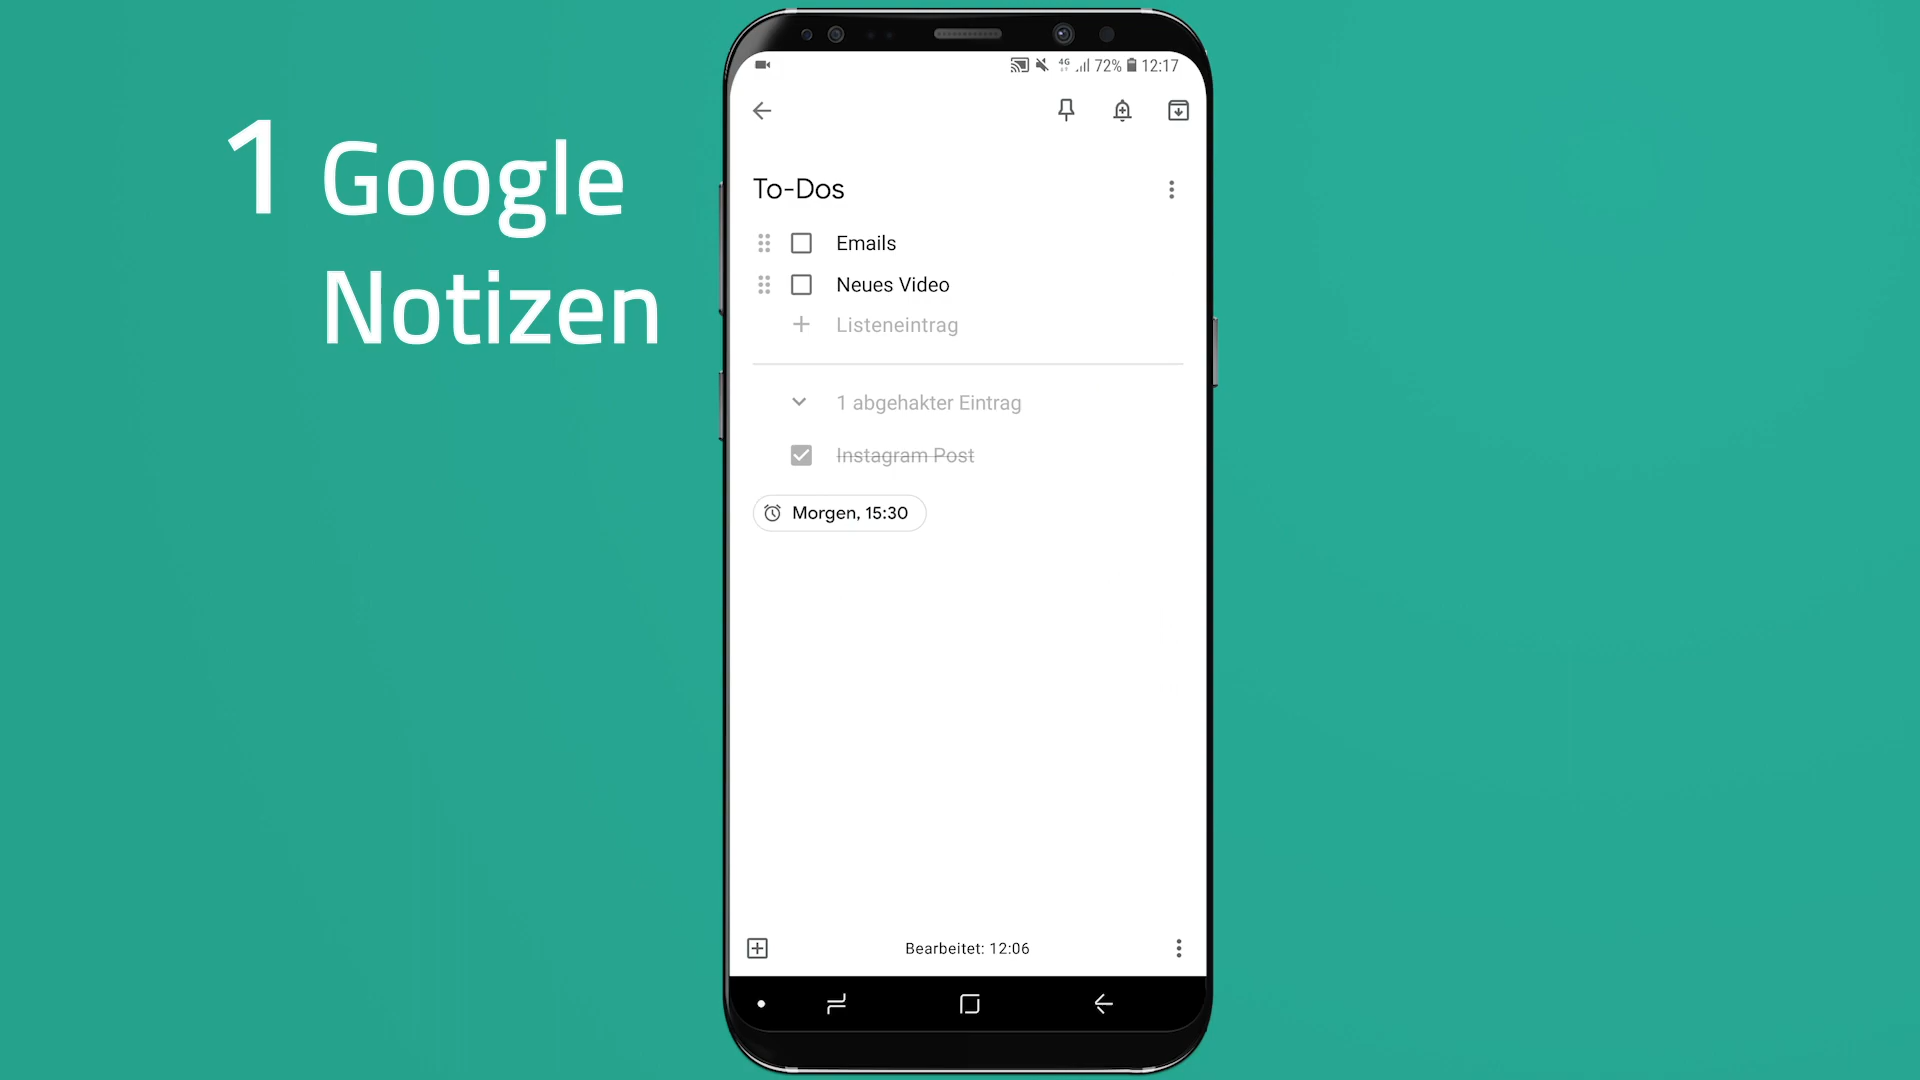 1 Google
Notizen
4G 72% 12:17
To-Dos
Emails
Neues Video
Listeneintrag
1 abgehakter Eintrag
Instagram Post
Morgen, 15:30
Bearbeitet: 12:06